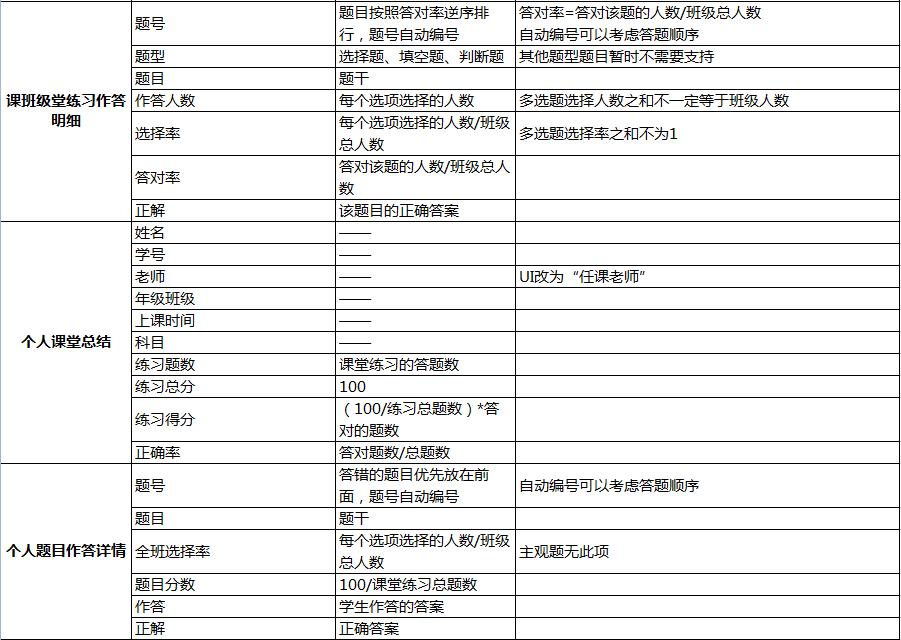 课班级堂练习作答
明细
题号
题目按照答对率逆序排
行，题号自动编号
答对率=答对该题的人数/班级总人数
自动编号可以考虑答题顺序
题型
选择题、填空题、判断题
其他题型题目暂时不需要支持
题目
题干
作答人数
每个选项选择的人数
多选题选择人数之和不一定等于班级人数
选择率
每个选项选择的人数/班级
总人数
多选题选择率之和不为1
答对率
答对该题的人数/班级总人
数
正解
该题目的正确答案
个人课堂总结
姓名
——
学号
——
老师
——
UI改为“任课老师”
年级班级
——
上课时间
——
科目
——
练习题数
课堂练习的答题数
练习总分
100
练习得分
（100/练习总题数）*答
对的题数
正确率
答对题数/总题数
个人题目作答详情
题号
答错的题目优先放在前
面，题号自动编号
自动编号可以考虑答题顺序
题目
题干
全班选择率
每个选项选择的人数/班级
总人数
主观题无此项
题目分数
100/课堂练习总题数
作答
学生作答的答案
正解
正确答案